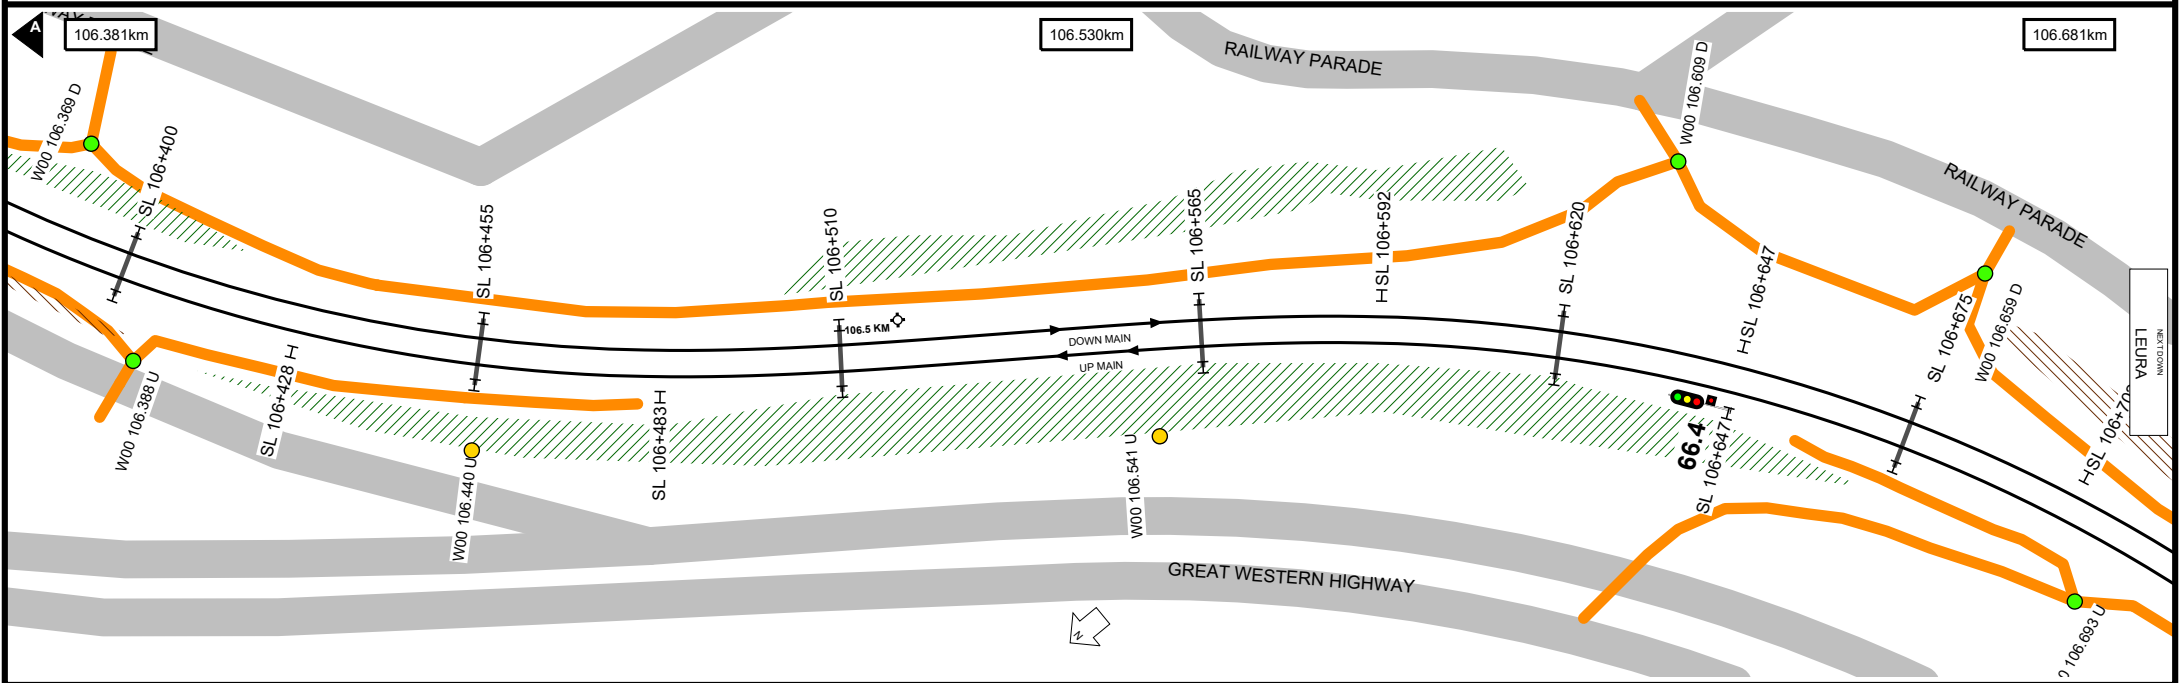 A
106.381km
106.530km
106.681km
RAILWAY PARADE
W00 106.609 D
W00 106.369 D
SL 106+400
SL 106+455
SL 106+510
SL 106+565
SL 106+592
SL 106+620
SL 106+647
RAILWAY PARADE
SL 106+675
W00 106.659 D
NEXT DOWN
LEURA
106.5 KM
DOWN MAIN
UP MAIN
W00 106.388 U
SL 106+428
SL 106+483
W00 106.440 U
W00 106.541 U
66.4
SL 106+647
GREAT WESTERN HIGHWAY
N
106.693 U